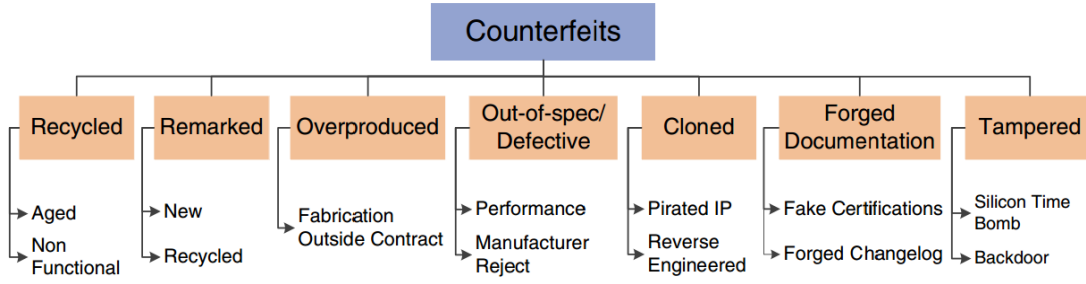 Counterfeits
Recycled
Remarked
Overproduced
Out-of-spec/
Defective
Cloned
Forged
Documentation
Tampered
Aged
Non
Functional
New
Recycled
Fabrication
Outside Contract
Performance
Manufacturer
Reject
Pirated IP
Reverse
Engineered
Fake Certifications
Forged Changelog
Silicon Time
Bomb
Backdoor